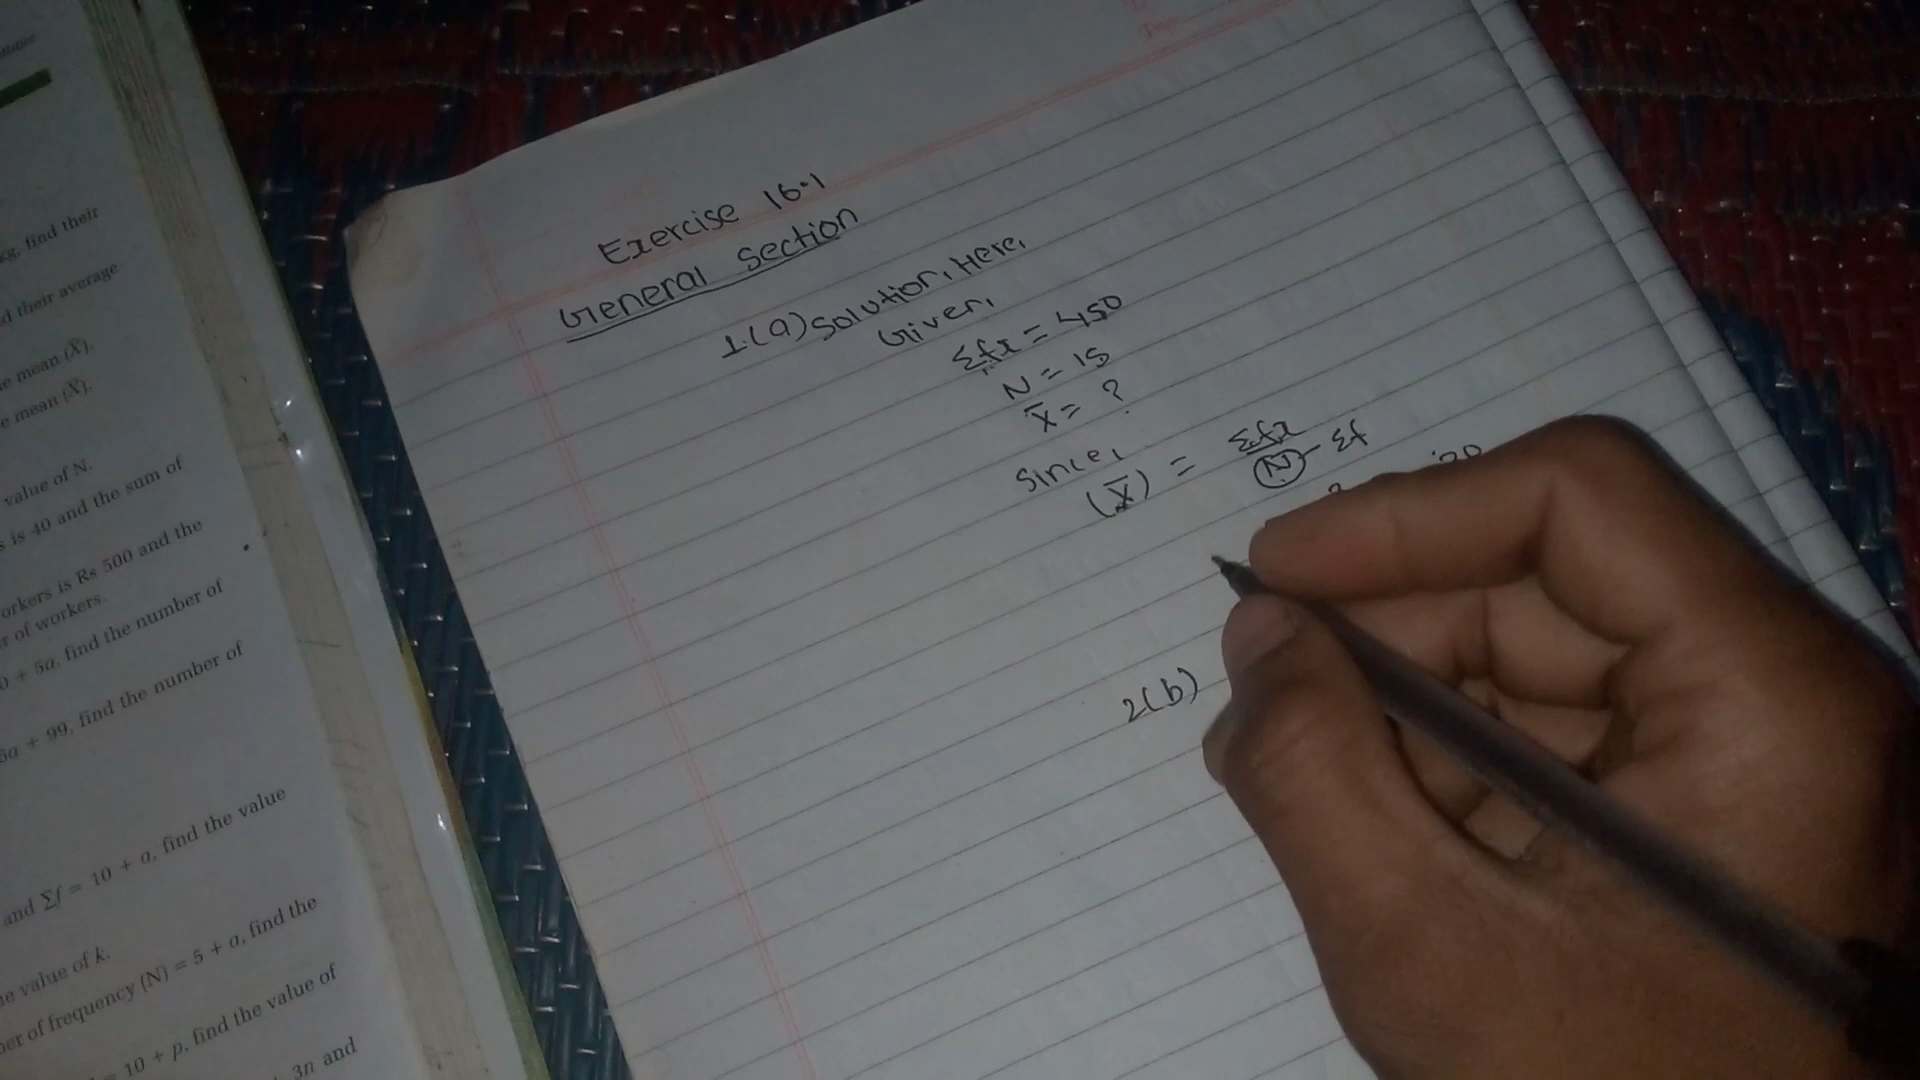 kg, find their
d their average
e mean (X̄).
e mean (X̄).
value of N.
s is 40 and the sum of
orkers is Rs 500 and the
r of workers.
0 + 5a, find the number of
6a + 99, find the number of
and Σf = 10 + a, find the value
e value of k.
er of frequency (N) = 5 + a, find the
= 10 + p, find the value of
3n and
Exercise 16.1
General Section
1.(a) Solution, Here,
Given,
Σfx = 450
N = 15
X̄ = ?
Since,
(X̄) = Σfx / N - Σf
2(b)